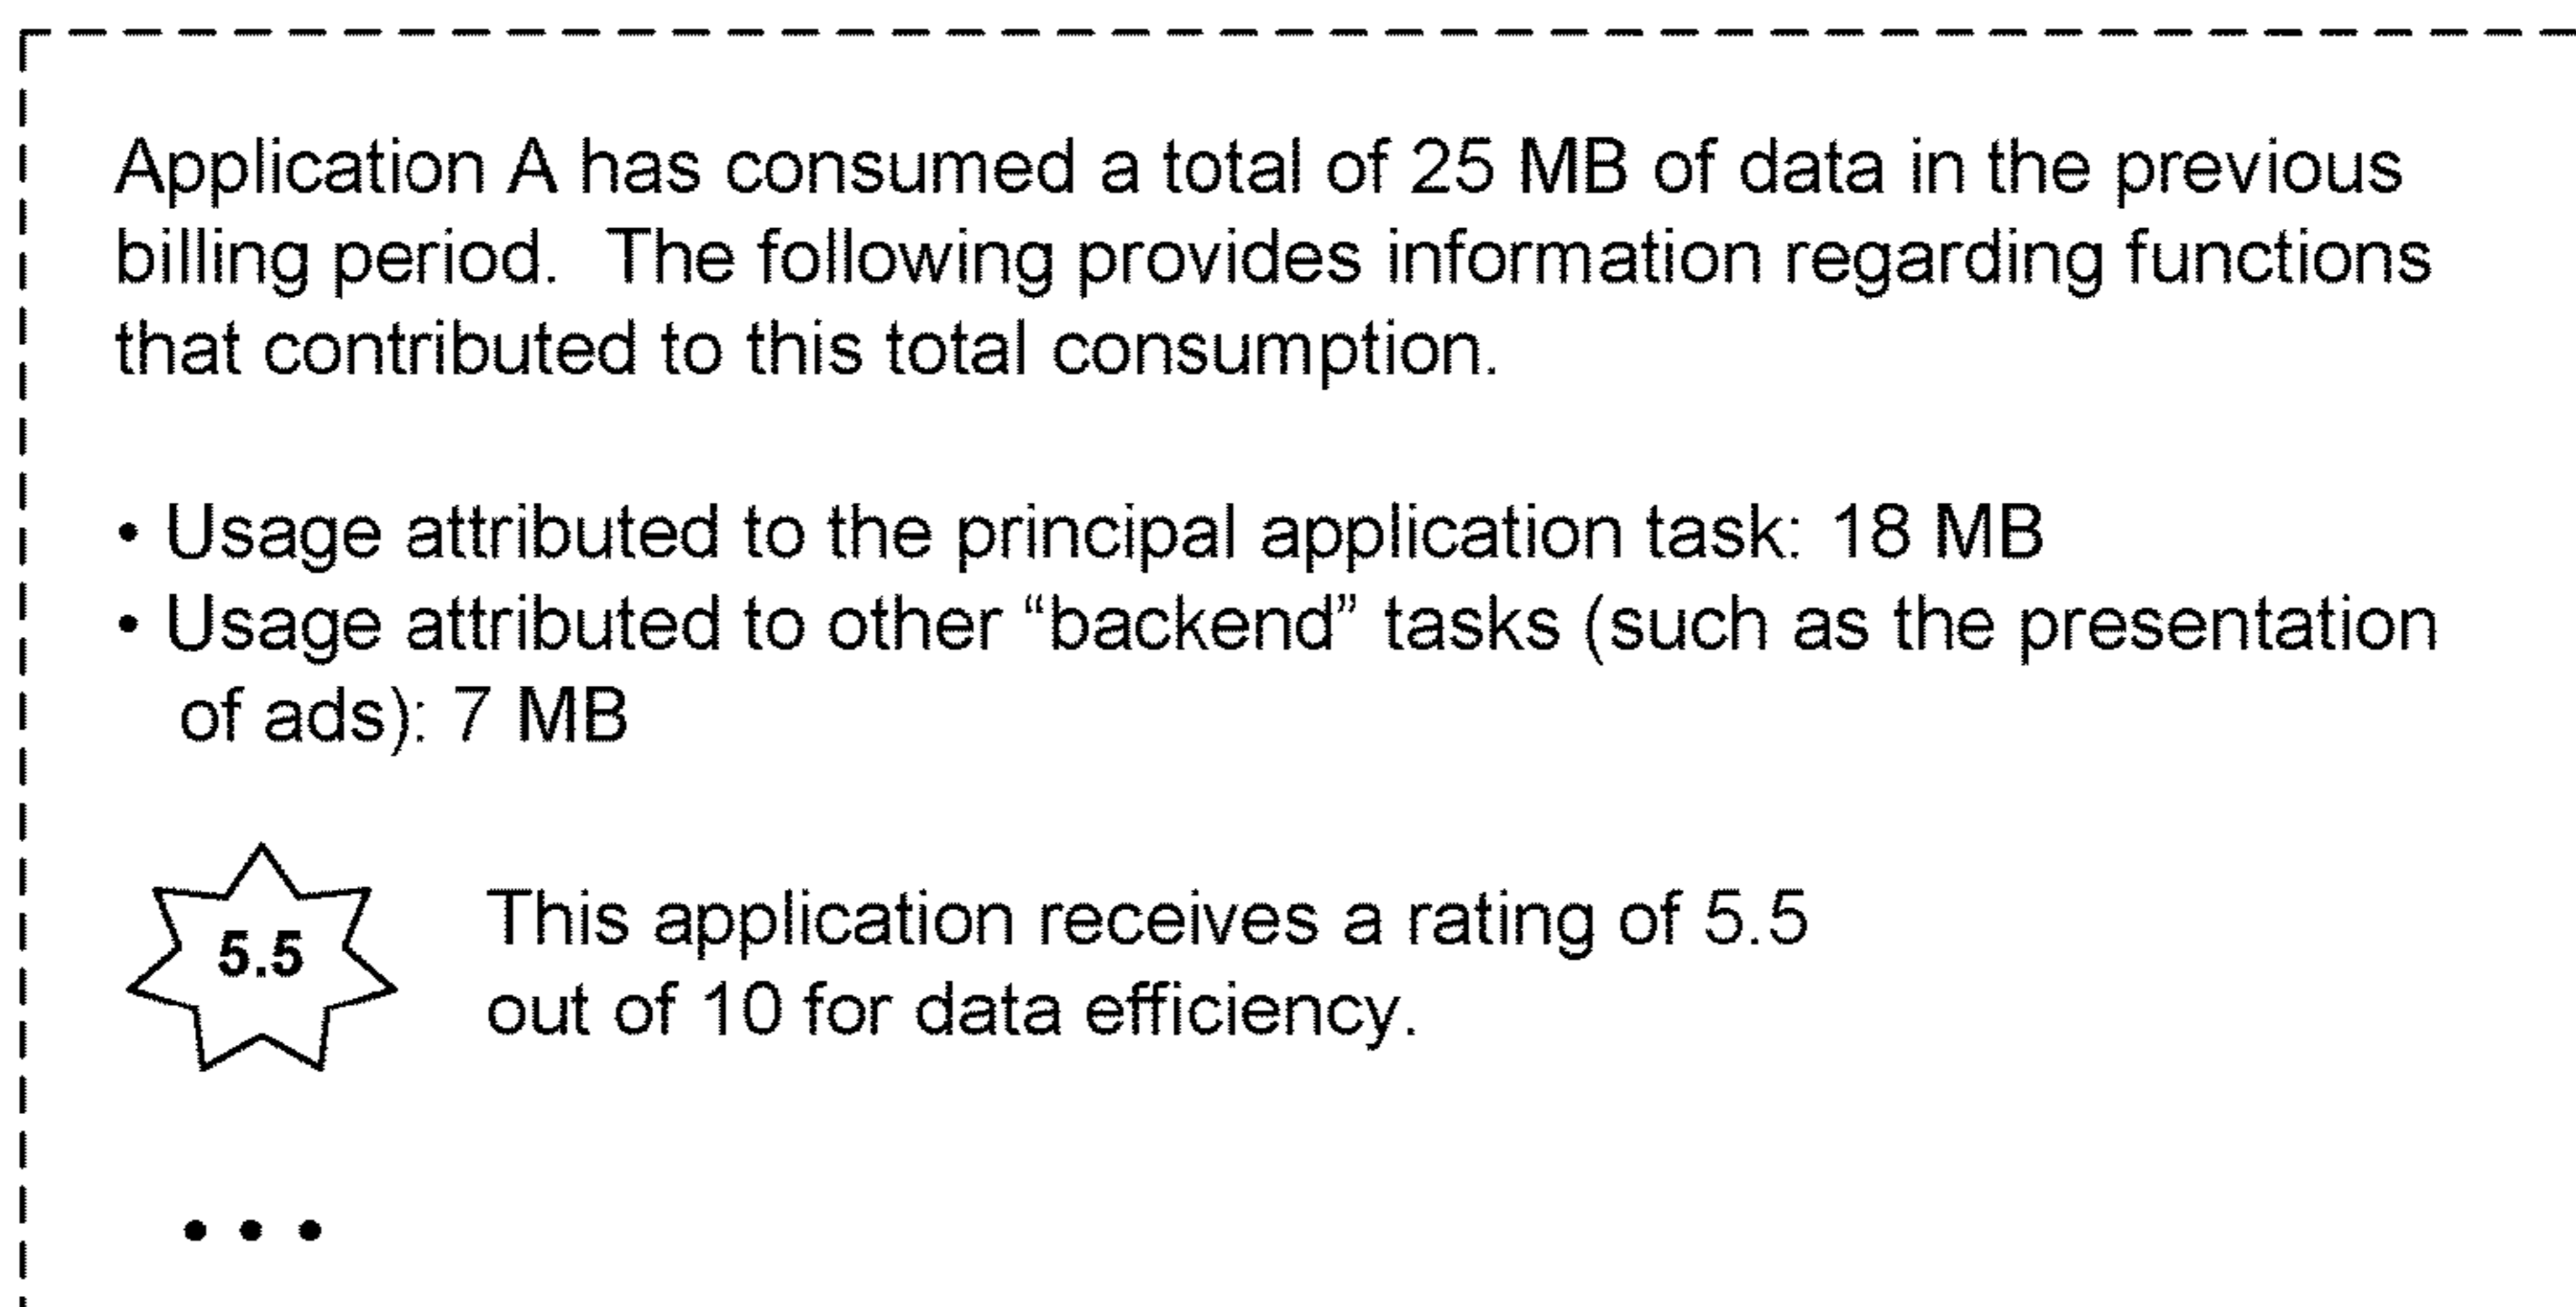 Application A has consumed a total of 25 MB of data in the previous
billing period.  The following provides information regarding functions
that contributed to this total consumption.
• Usage attributed to the principal application task: 18 MB
• Usage attributed to other “backend” tasks (such as the presentation
of ads): 7 MB
5.5
This application receives a rating of 5.5
out of 10 for data efficiency.
• • •